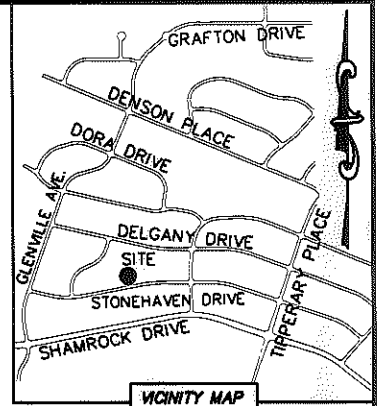 GRAFTON DRIVE
DENSON PLACE
DORA DRIVE
GLENVILLE AVE.
DELGANY DRIVE
TIPPERARY PLACE
SITE
STONEHAVEN DRIVE
SHAMROCK DRIVE
VICINITY MAP